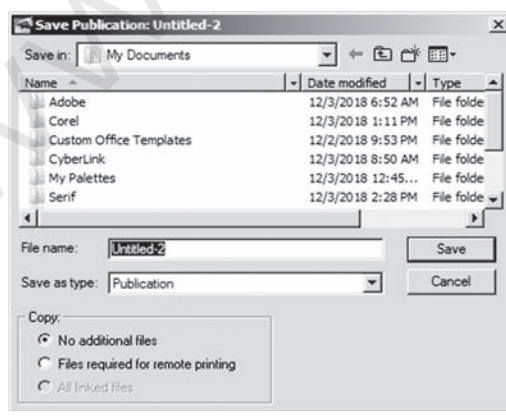 Save Publication: Untitled-2
Save in: My Documents
Name Date modified Type
Adobe 12/3/2018 6:52 AM File folde
Corel 12/3/2018 1:11 PM File folde
Custom Office Templates 12/2/2018 9:53 PM File folde
CyberLink 12/3/2018 8:50 AM File folde
My Palettes 12/3/2018 12:45... File folde
Serif 12/3/2018 2:28 PM File folde
File name: Untitled-2 Save
Save as type: Publication Cancel
Copy:
No additional files
Files required for remote printing
All linked files